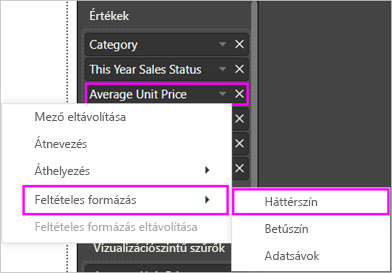 Értékek
Category
This Year Sales Status
Average Unit Price
Mező eltávolítása
Átnevezés
Áthelyezés
Feltételes formázás
Háttérszín
Feltételes formázás eltávolítása
Betűszín
Vizualizációszintű szűrők
Adatsávok